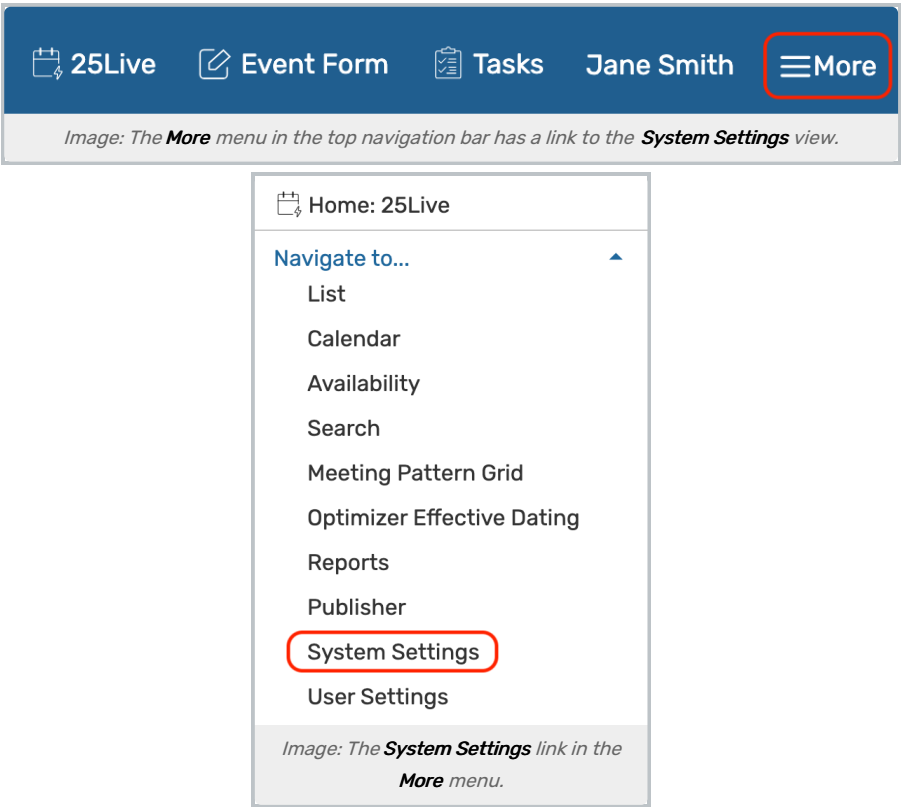 25Live Event Form Tasks Jane Smith More
Image: The More menu in the top navigation bar has a link to the System Settings view.
Home: 25Live
Navigate to...
List
Calendar
Availability
Search
Meeting Pattern Grid
Optimizer Effective Dating
Reports
Publisher
System Settings
User Settings
Image: The System Settings link in the
More menu.